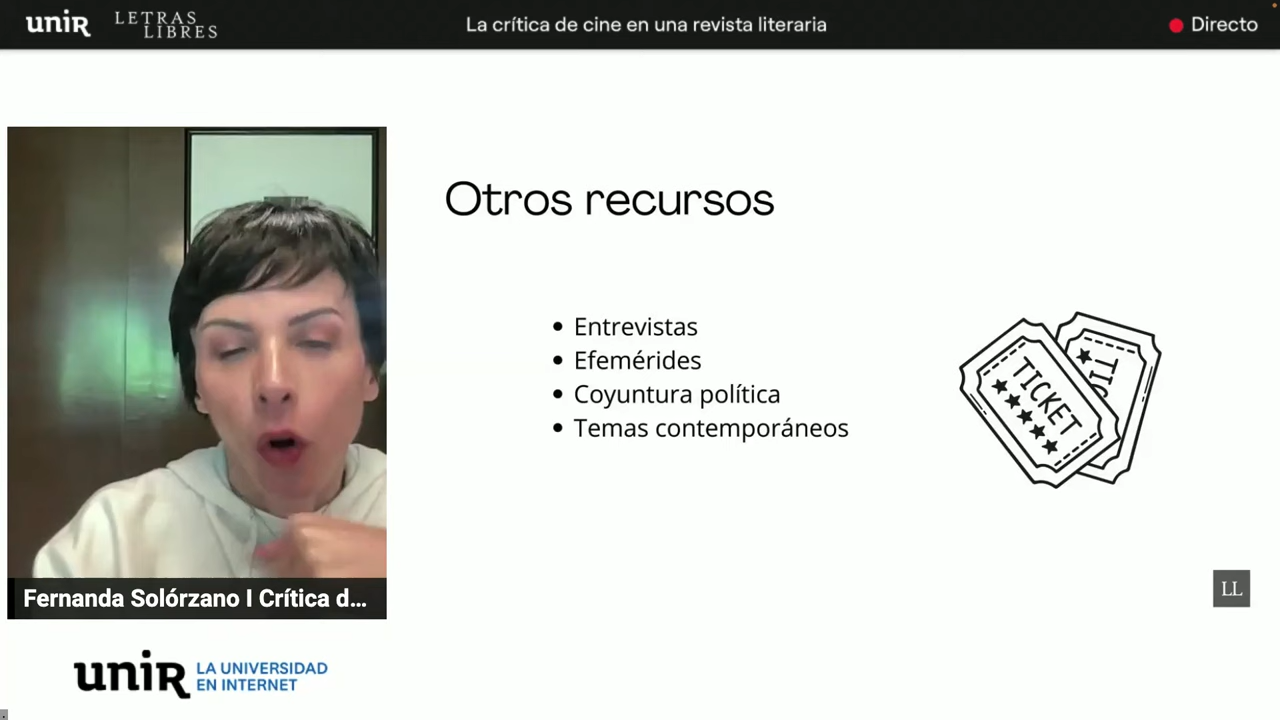 unir LETRAS
LIBRES
La crítica de cine en una revista literaria
Directo
Otros recursos
• Entrevistas
• Efemérides
• Coyuntura política
• Temas contemporáneos
TICKET
Fernanda Solórzano I Crítica d...
LL
unir LA UNIVERSIDAD
EN INTERNET